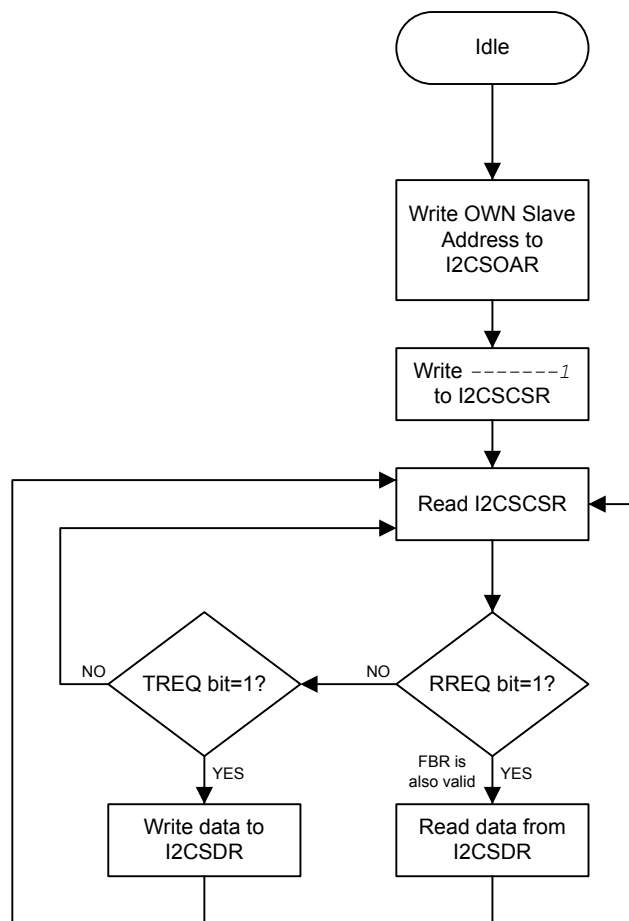 Idle
Write OWN Slave
Address to
I2CSOAR
Write -------1
to I2CSCSR
Read I2CSCSR
NO
TREQ bit=1?
NO
RREQ bit=1?
YES
FBR is
also valid
YES
Write data to
I2CSDR
Read data from
I2CSDR